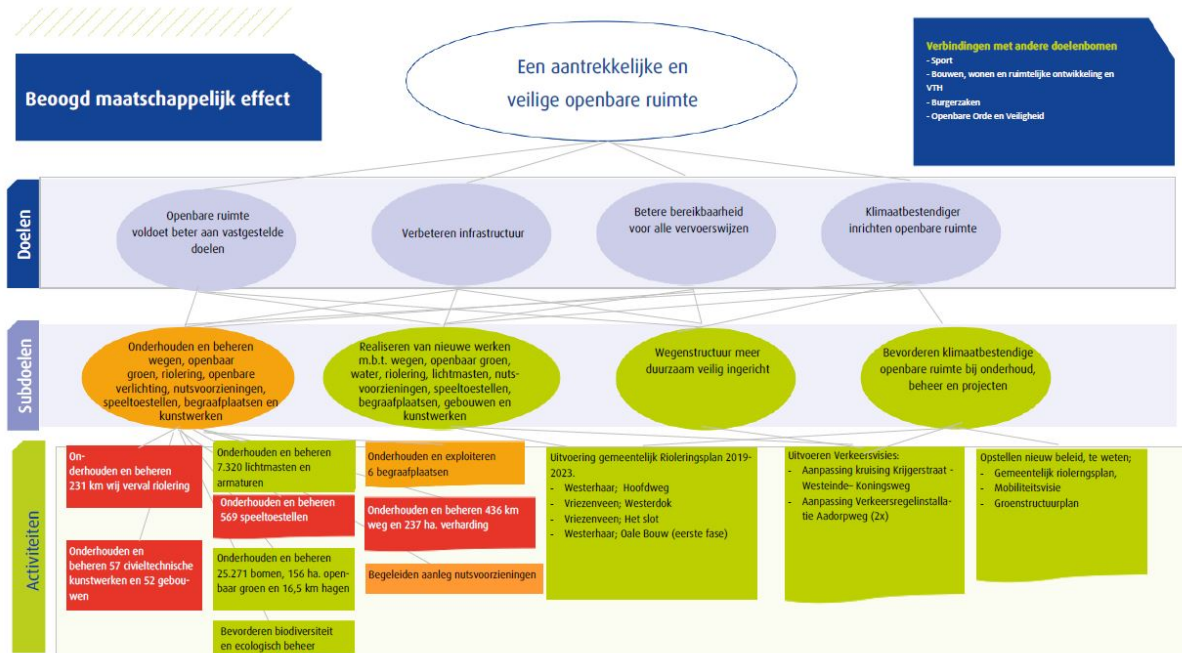 Beoogd maatschappelijk effect
Een aantrekkelijke en
veilige openbare ruimte
Verbindingen met andere doelenbomen
- Sport
- Bouwen, wonen en ruimtelijke ontwikkeling en
VTH
- Burgerzaken
- Openbare Orde en Veiligheid
Doelen
Openbare ruimte
voldoet beter aan vastgestelde
doelen
Verbeteren infrastructuur
Betere bereikbaarheid
voor alle vervoerswijzen
Klimaatbestendiger
inrichten openbare ruimte
Subdoelen
Onderhouden en beheren
wegen, openbaar
groen, riolering, openbare
verlichting, nutsvoorzieningen,
speeltoestellen, begraafplaatsen en
kunstwerken
Realiseren van nieuwe werken
m.b.t. wegen, openbaar groen,
water, riolering, lichtmasten, nuts-
voorzieningen, speeltoestellen,
begraafplaatsen, gebouwen en
kunstwerken
Wegenstructuur meer
duurzaam veilig ingericht
Bevorderen klimaatbestendige
openbare ruimte bij onderhoud,
beheer en projecten
Activiteiten
On-
derhouden en beheren
231 km vrij verval riolering
Onderhouden en
beheren 57 civieltechnische
kunstwerken en 52 gebou-
wen
Onderhouden en beheren
7.320 lichtmasten en
armaturen
Onderhouden en beheren
569 speeltoestellen
Onderhouden en beheren
25.271 bomen, 156 ha. open-
baar groen en 16,5 km hagen
Bevorderen biodiversiteit
en ecologisch beheer
Onderhouden en exploiteren
6 begraafplaatsen
Onderhouden en beheren 436 km
weg en 237 ha. verharding
Begeleiden aanleg nutsvoorzieningen
Uitvoering gemeentelijk Rioleringsplan 2019-
2023.
- Westerhaar; Hoofdweg
- Vriezenveen; Westerdok
- Vriezenveen; Het slot
- Westerhaar; Oale Bouw (eerste fase)
Uitvoeren Verkeersvisies:
- Aanpassing kruising Krijgerstraat -
Westeinde- Koningsweg
- Aanpassing Verkeersregelinstalla-
tie Aadorpweg (2x)
Opstellen nieuw beleid, te weten;
- Gemeentelijk riolerngsplan,
- Mobiliteitsvisie
- Groenstructuurplan